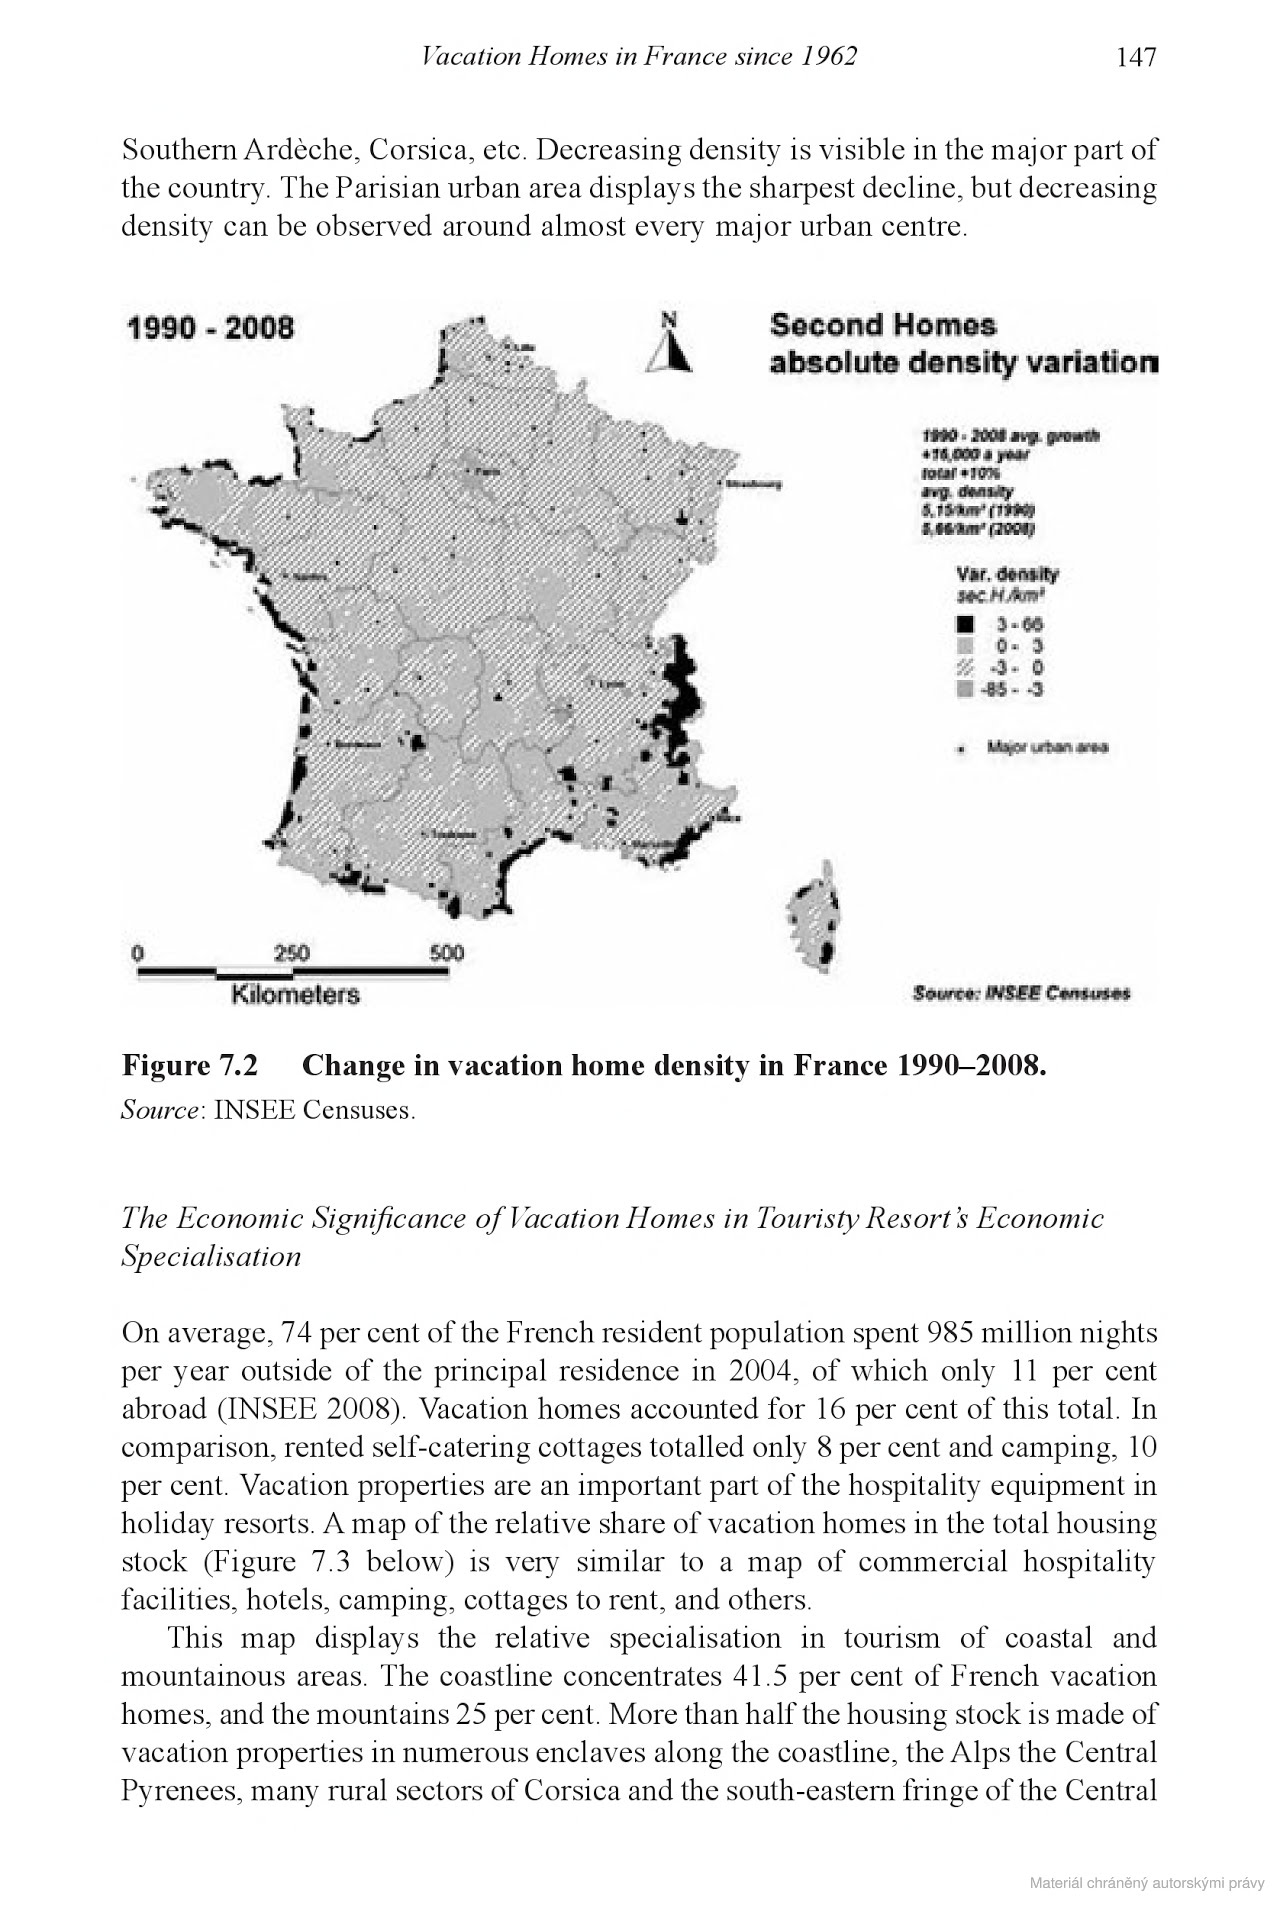 Vacation Homes in France since 1962 147
Southern Ardèche, Corsica, etc. Decreasing density is visible in the major part of
the country. The Parisian urban area displays the sharpest decline, but decreasing
density can be observed around almost every major urban centre.
1990 - 2008
N
Second Homes
absolute density variation
Lille
1990 - 2008 avg. growth
+16,000 a year
total +10%
avg. density
5,15/km² (1990)
5,66/km² (2008)
Paris
Strasbourg
Var. density
sec.H./km²
3 - 66
0 - 3
-3 - 0
-85 - -3
Major urban area
Nantes
Lyon
Bordeaux
Toulouse
Marseille
Nice
0 250 500
Kilometers
Source: INSEE Censuses
Figure 7.2 Change in vacation home density in France 1990–2008.
Source: INSEE Censuses.
The Economic Significance of Vacation Homes in Touristy Resort’s Economic
Specialisation
On average, 74 per cent of the French resident population spent 985 million nights
per year outside of the principal residence in 2004, of which only 11 per cent
abroad (INSEE 2008). Vacation homes accounted for 16 per cent of this total. In
comparison, rented self-catering cottages totalled only 8 per cent and camping, 10
per cent. Vacation properties are an important part of the hospitality equipment in
holiday resorts. A map of the relative share of vacation homes in the total housing
stock (Figure 7.3 below) is very similar to a map of commercial hospitality
facilities, hotels, camping, cottages to rent, and others.
This map displays the relative specialisation in tourism of coastal and
mountainous areas. The coastline concentrates 41.5 per cent of French vacation
homes, and the mountains 25 per cent. More than half the housing stock is made of
vacation properties in numerous enclaves along the coastline, the Alps the Central
Pyrenees, many rural sectors of Corsica and the south-eastern fringe of the Central
Materiál chráněný autorskými právy